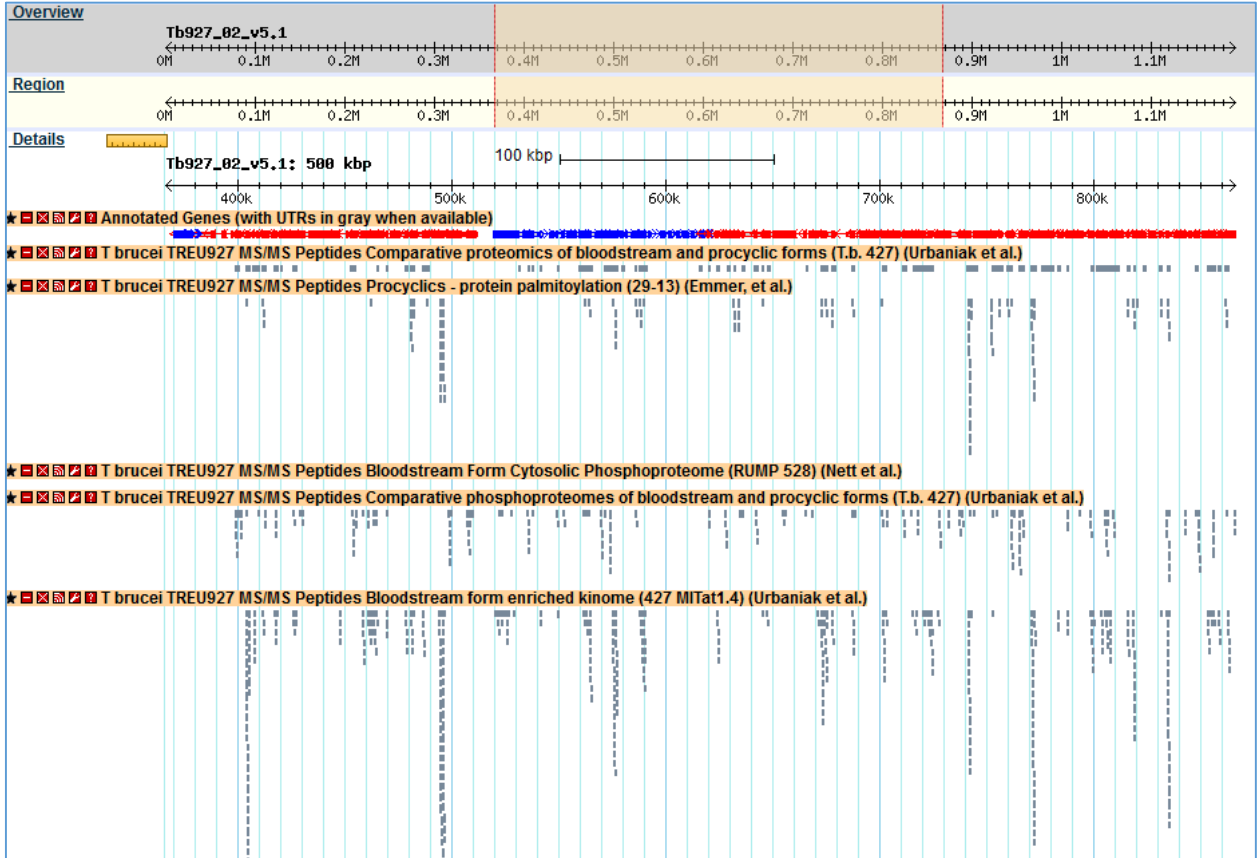 Overview
Tb927_02_v5.1
0M 0.1M 0.2M 0.3M 0.4M 0.5M 0.6M 0.7M 0.8M 0.9M 1M 1.1M
Region
0M 0.1M 0.2M 0.3M 0.4M 0.5M 0.6M 0.7M 0.8M 0.9M 1M 1.1M
Details
100 kbp
Tb927_02_v5.1: 500 kbp
400k 500k 600k 700k 800k
Annotated Genes (with UTRs in gray when available)
T brucei TREU927 MS/MS Peptides Comparative proteomics of bloodstream and procyclic forms (T.b. 427) (Urbaniak et al.)
T brucei TREU927 MS/MS Peptides Procyclics - protein palmitoylation (29-13) (Emmer, et al.)
T brucei TREU927 MS/MS Peptides Bloodstream Form Cytosolic Phosphoproteome (RUMP 528) (Nett et al.)
T brucei TREU927 MS/MS Peptides Comparative phosphoproteomes of bloodstream and procyclic forms (T.b. 427) (Urbaniak et al.)
T brucei TREU927 MS/MS Peptides Bloodstream form enriched kinome (427 MITat1.4) (Urbaniak et al.)